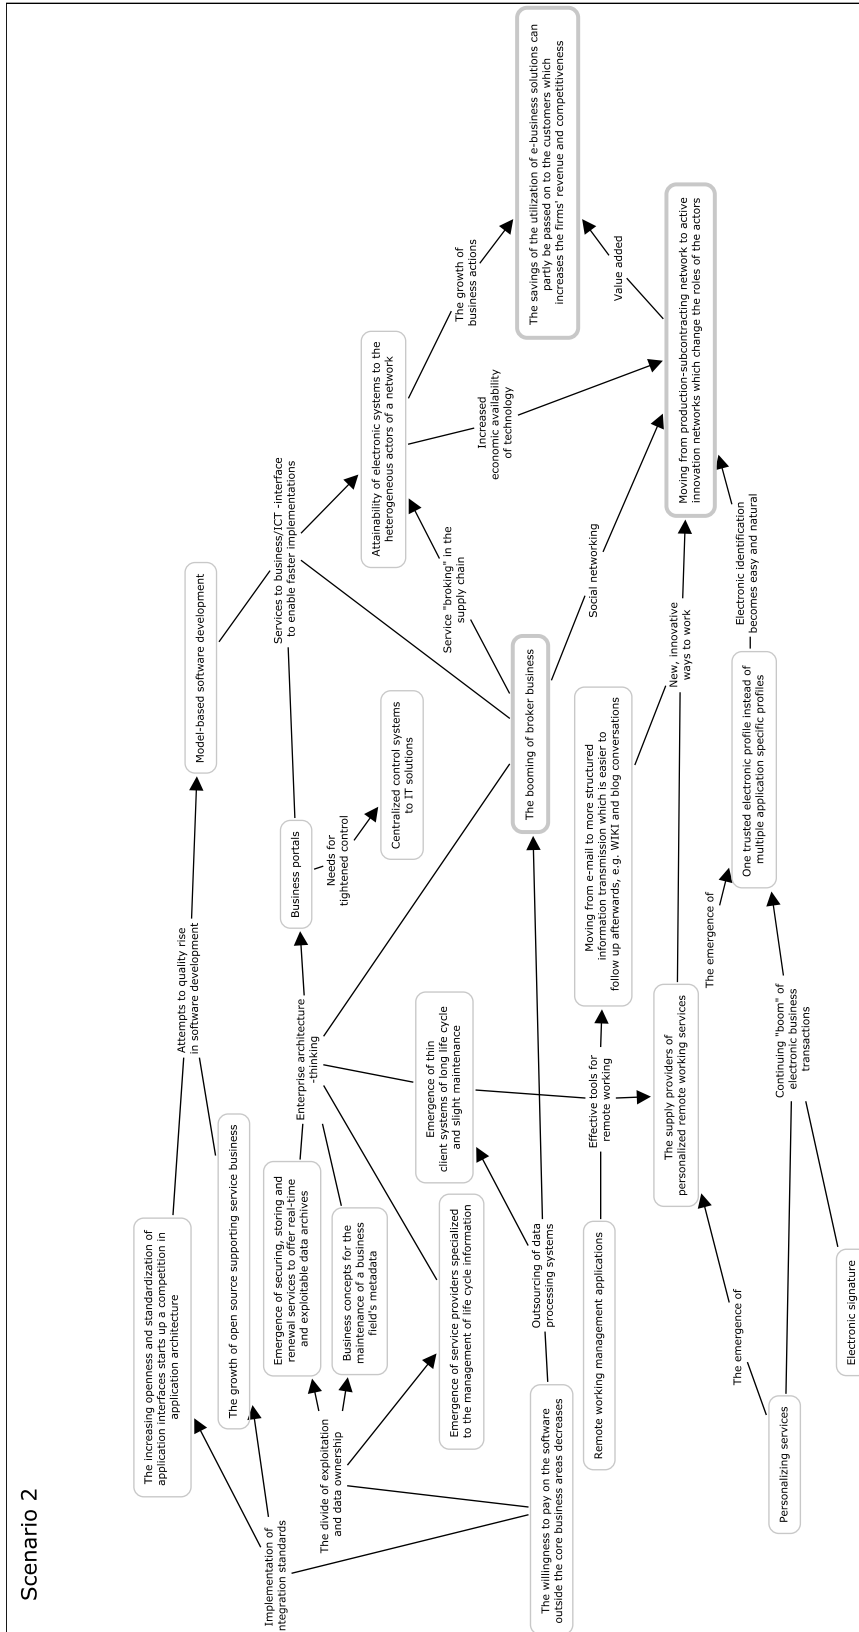 Scenario 2
Implementation of
ntegration standards
The increasing openness and standardization of
application interfaces starts up a competition in
application architecture
The growth of open source supporting service business
Attempts to quality rise
in software development
Model-based software development
The divide of exploitation
and data ownership
Emergence of securing, storing and
renewal services to offer real-time
and exploitable data archives
Business concepts for the
maintenance of a business
field's metadata
Emergence of service providers specialized
to the management of life cycle information
Enterprise architecture
-thinking
Business portals
Needs for
tightened control
Centralized control systems
to IT solutions
Services to business/ICT -interface
to enable faster implementations
Attainability of electronic systems to the
heterogeneous actors of a network
The growth of
business actions
The savings of the utilization of e-business solutions can
partly be passed on to the customers which
increases the firms' revenue and competitiveness
The willingness to pay on the software
outside the core business areas decreases
Outsourcing of data
processing systems
Emergence of thin
client systems of long life cycle
and slight maintenance
The booming of broker business
Service "broking" in the
supply chain
Increased
economic availability
of technology
Social networking
Value added
Moving from production-subcontracting network to active
innovation networks which change the roles of the actors
Remote working management applications
Effective tools for
remote working
Moving from e-mail to more structured
information transmission which is easier to
follow up afterwards, e.g. WIKI and blog conversations
The supply providers of
personalized remote working services
New, innovative
ways to work
Personalizing services
The emergence of
The emergence of
One trusted electronic profile instead of
multiple application specific profiles
Electronic identification
becomes easy and natural
Continuing "boom" of
electronic business
transactions
Electronic signature